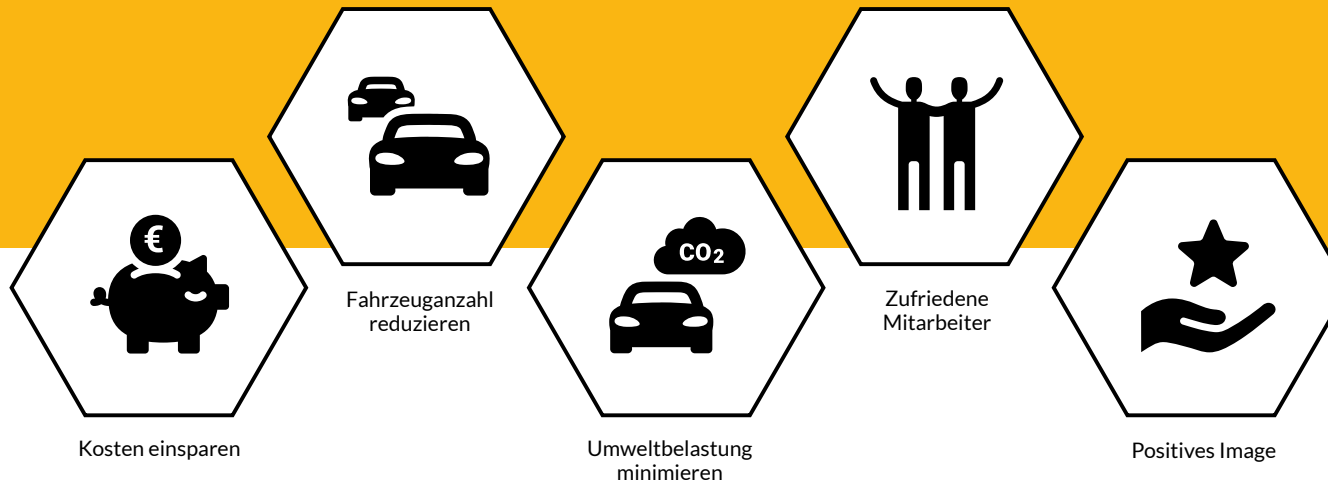 €
Kosten einsparen
Fahrzeuganzahl
reduzieren
CO₂
Umweltbelastung
minimieren
Zufriedene
Mitarbeiter
Positives Image